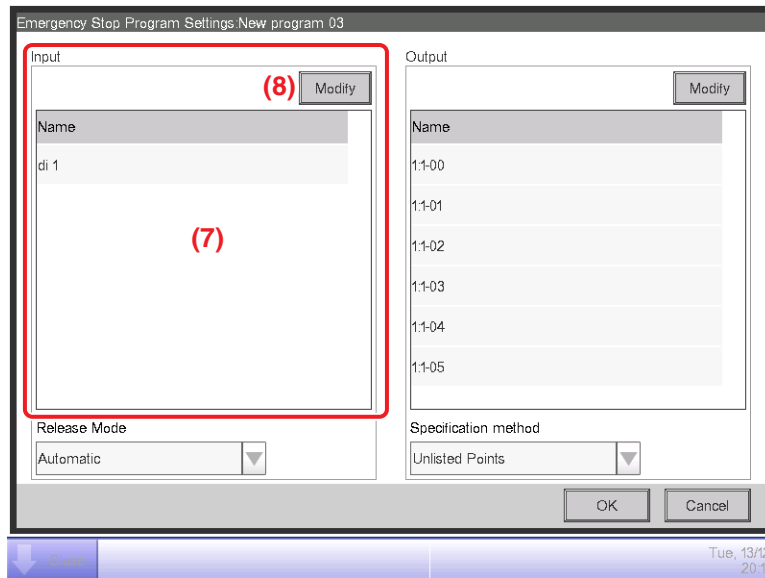 Emergency Stop Program Settings:New program 03
Input
(8) Modify
Name
di 1
(7)
Release Mode
Automatic
Output
Modify
Name
1:1-00
1:1-01
1:1-02
1:1-03
1:1-04
1:1-05
Specification method
Unlisted Points
OK Cancel
Tue, 13/12
20:1